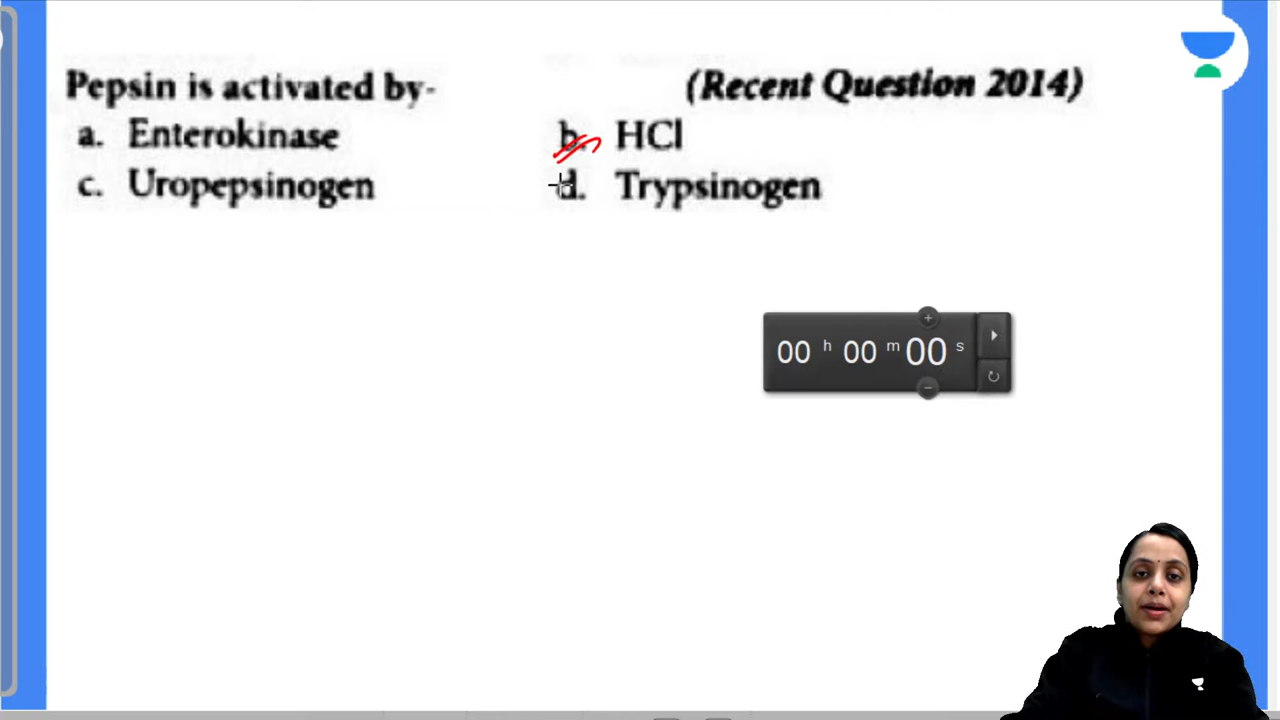 Pepsin is activated by- (Recent Question 2014)
a. Enterokinase b. HCl
c. Uropepsinogen d. Trypsinogen
00 h 00 m 00 s